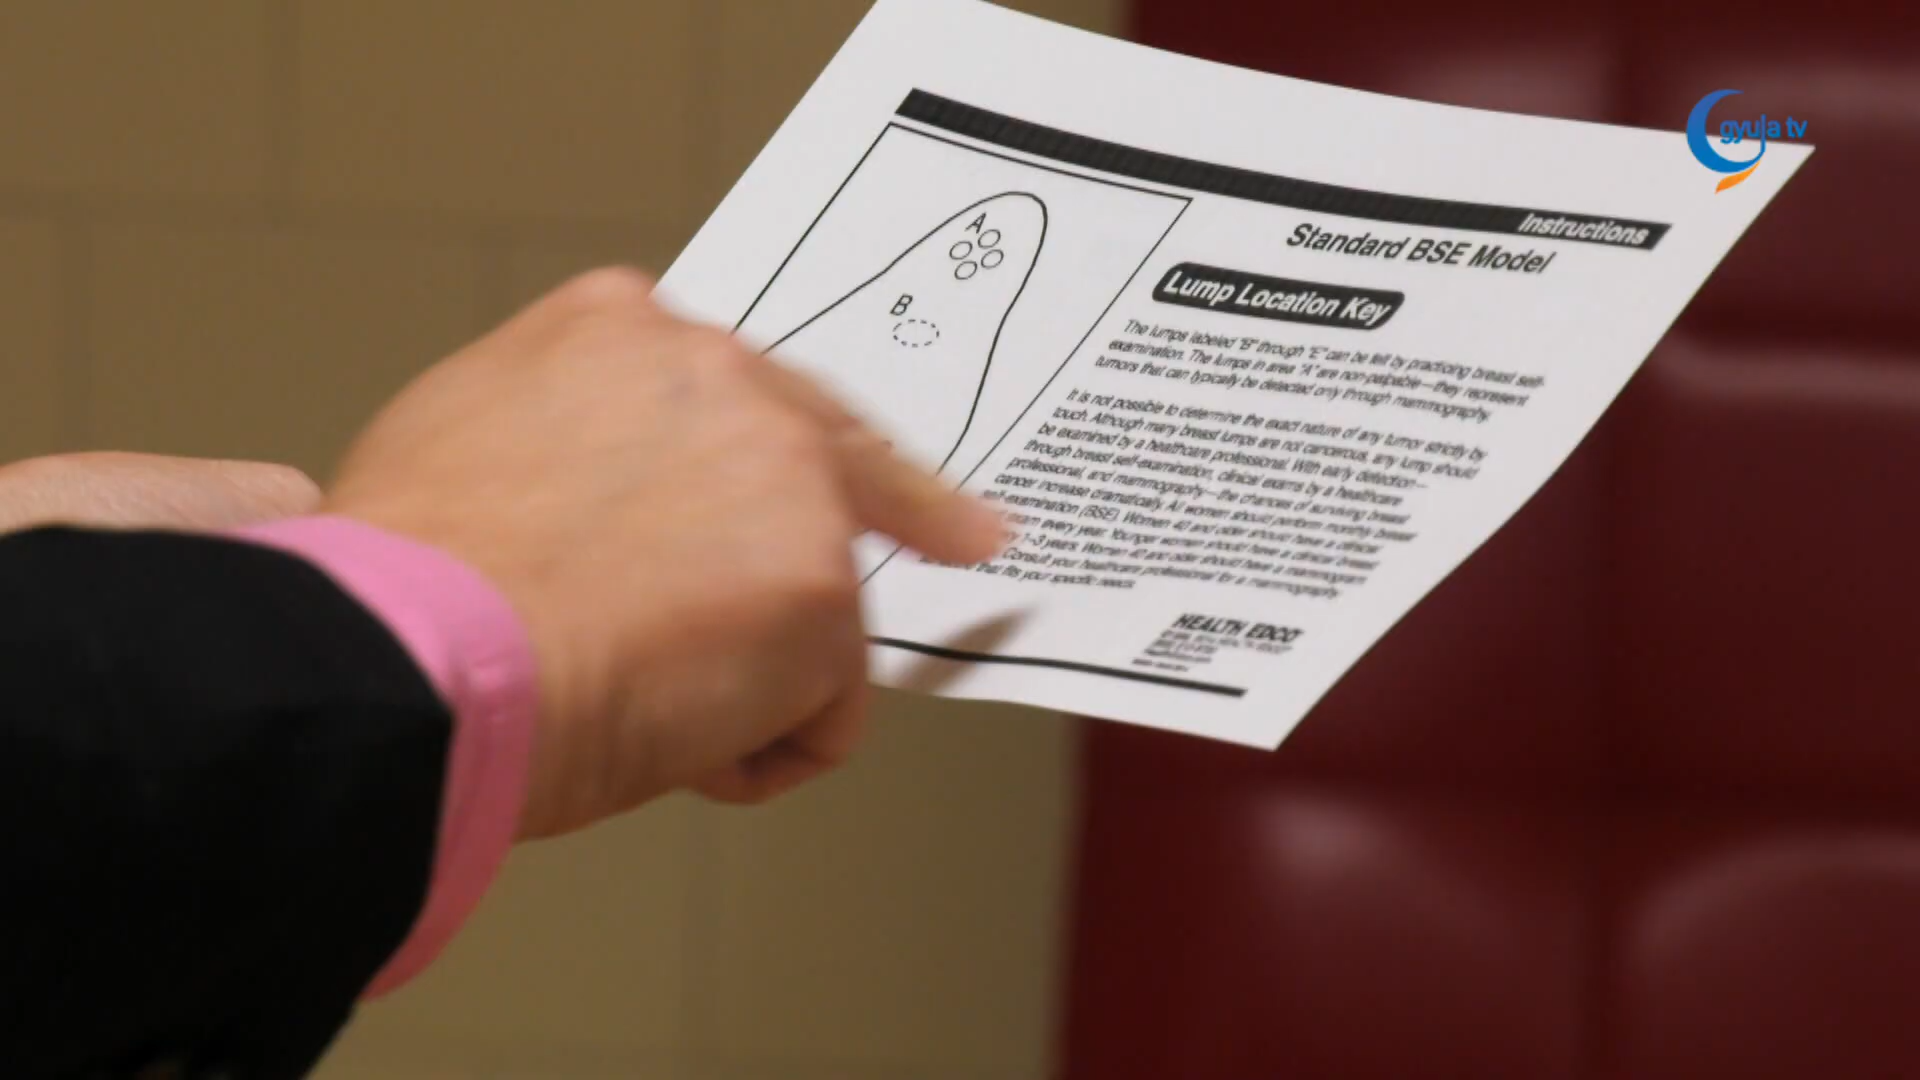 gyula tv
Instructions
Standard BSE Model
Lump Location Key
A
B
The lumps labeled "B" through "E" can be felt by practicing breast self-
examination. The lumps in area "A" are non-palpable—they represent
tumors that can typically be detected only through mammography.
It is not possible to determine the exact nature of any tumor strictly by
touch. Although many breast lumps are not cancerous, any lump should
be examined by a healthcare professional. With early detection—
through breast self-examination, clinical exams by a healthcare
professional, and mammography—the chances of surviving breast
cancer increase dramatically. All women should perform monthly breast
self-examination (BSE). Women 40 and older should have a clinical
exam every year. Younger women should have a clinical breast
1-3 years. Women 40 and older should have a mammogram
Consult your healthcare professional for a mammography
that fits your specific needs.
HEALTH EDCO